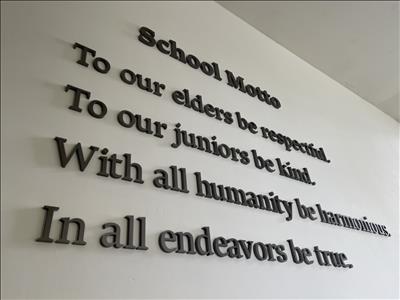 School Motto
To our elders be respectful.
To our juniors be kind.
With all humanity be harmonious.
In all endeavors be true.